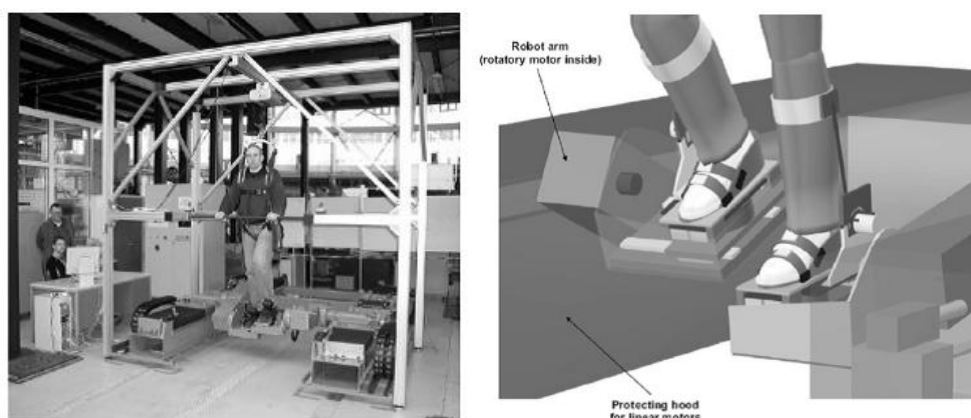 Robot arm
(rotatory motor inside)
Protecting hood
for linear motors